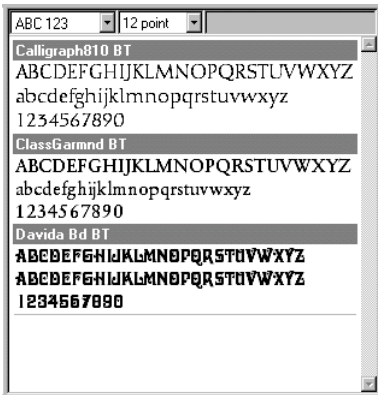 ABC 123 12 point
Calligraph810 BT
ABCDEFGHIJKLMNOPQRSTUVWXYZ
abcdefghijklmnopqrstuvwxyz
1234567890
ClassGarmnd BT
ABCDEFGHIJKLMNOPQRSTUVWXYZ
abcdefghijklmnopqrstuvwxyz
1234567890
Davida Bd BT
ABCDEFGHIJKLMNOPQRSTUVWXYZ
ABCDEFGHIJKLMNOPQRSTUVWXYZ
1234567890